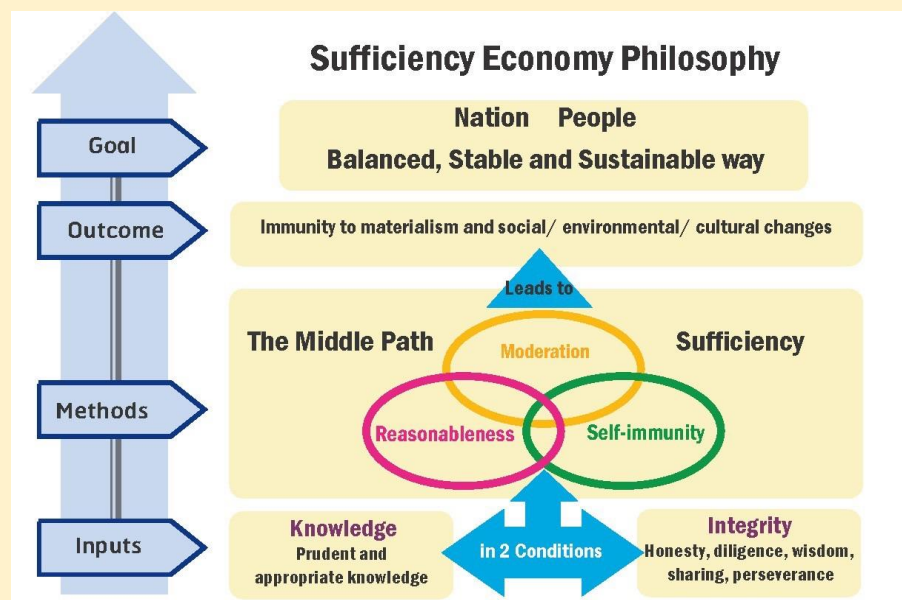 Sufficiency Economy Philosophy
Goal
Nation People
Balanced, Stable and Sustainable way
Outcome
Immunity to materialism and social/ environmental/ cultural changes
Leads to
The Middle Path
Moderation
Sufficiency
Methods
Reasonableness
Self-immunity
Inputs
Knowledge
Prudent and
appropriate knowledge
in 2 Conditions
Integrity
Honesty, diligence, wisdom,
sharing, perseverance